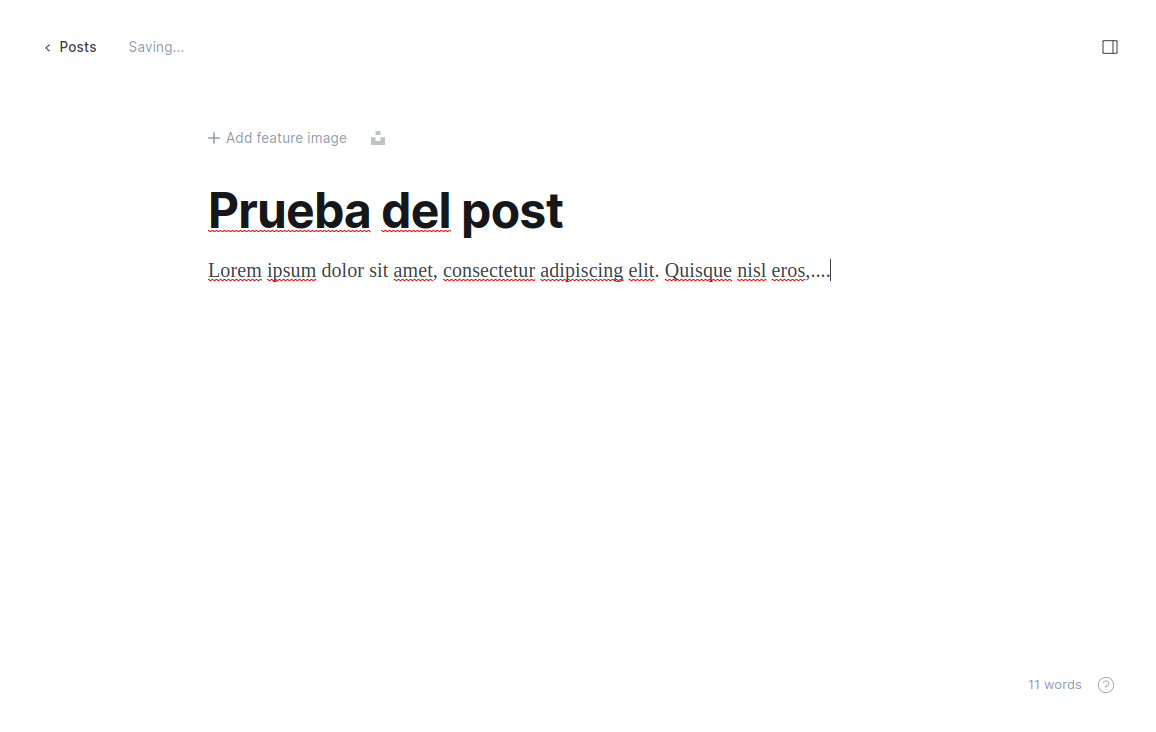 Posts
Saving...
Add feature image
Prueba del post
Lorem ipsum dolor sit amet, consectetur adipiscing elit. Quisque nisl eros,....
11 words